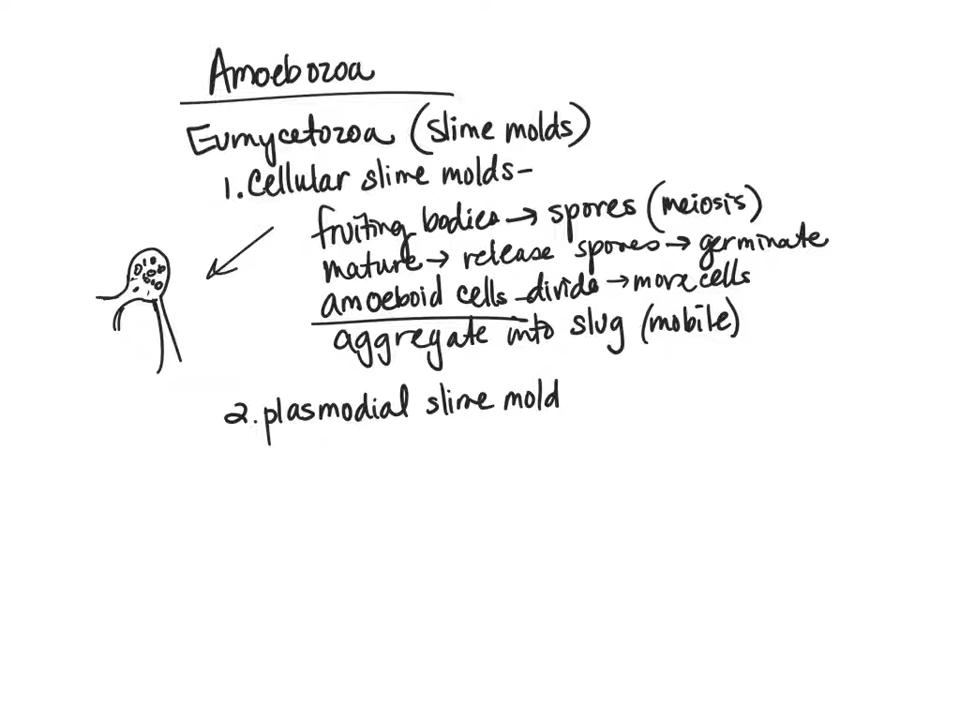 Amoebozoa
Eumycetozoa (slime molds)
1. Cellular slime molds-
fruiting bodies → spores (meiosis)
mature → release spores → germinate
amoeboid cells - divide → more cells
aggregate into slug (mobile)
2. plasmodial slime mold